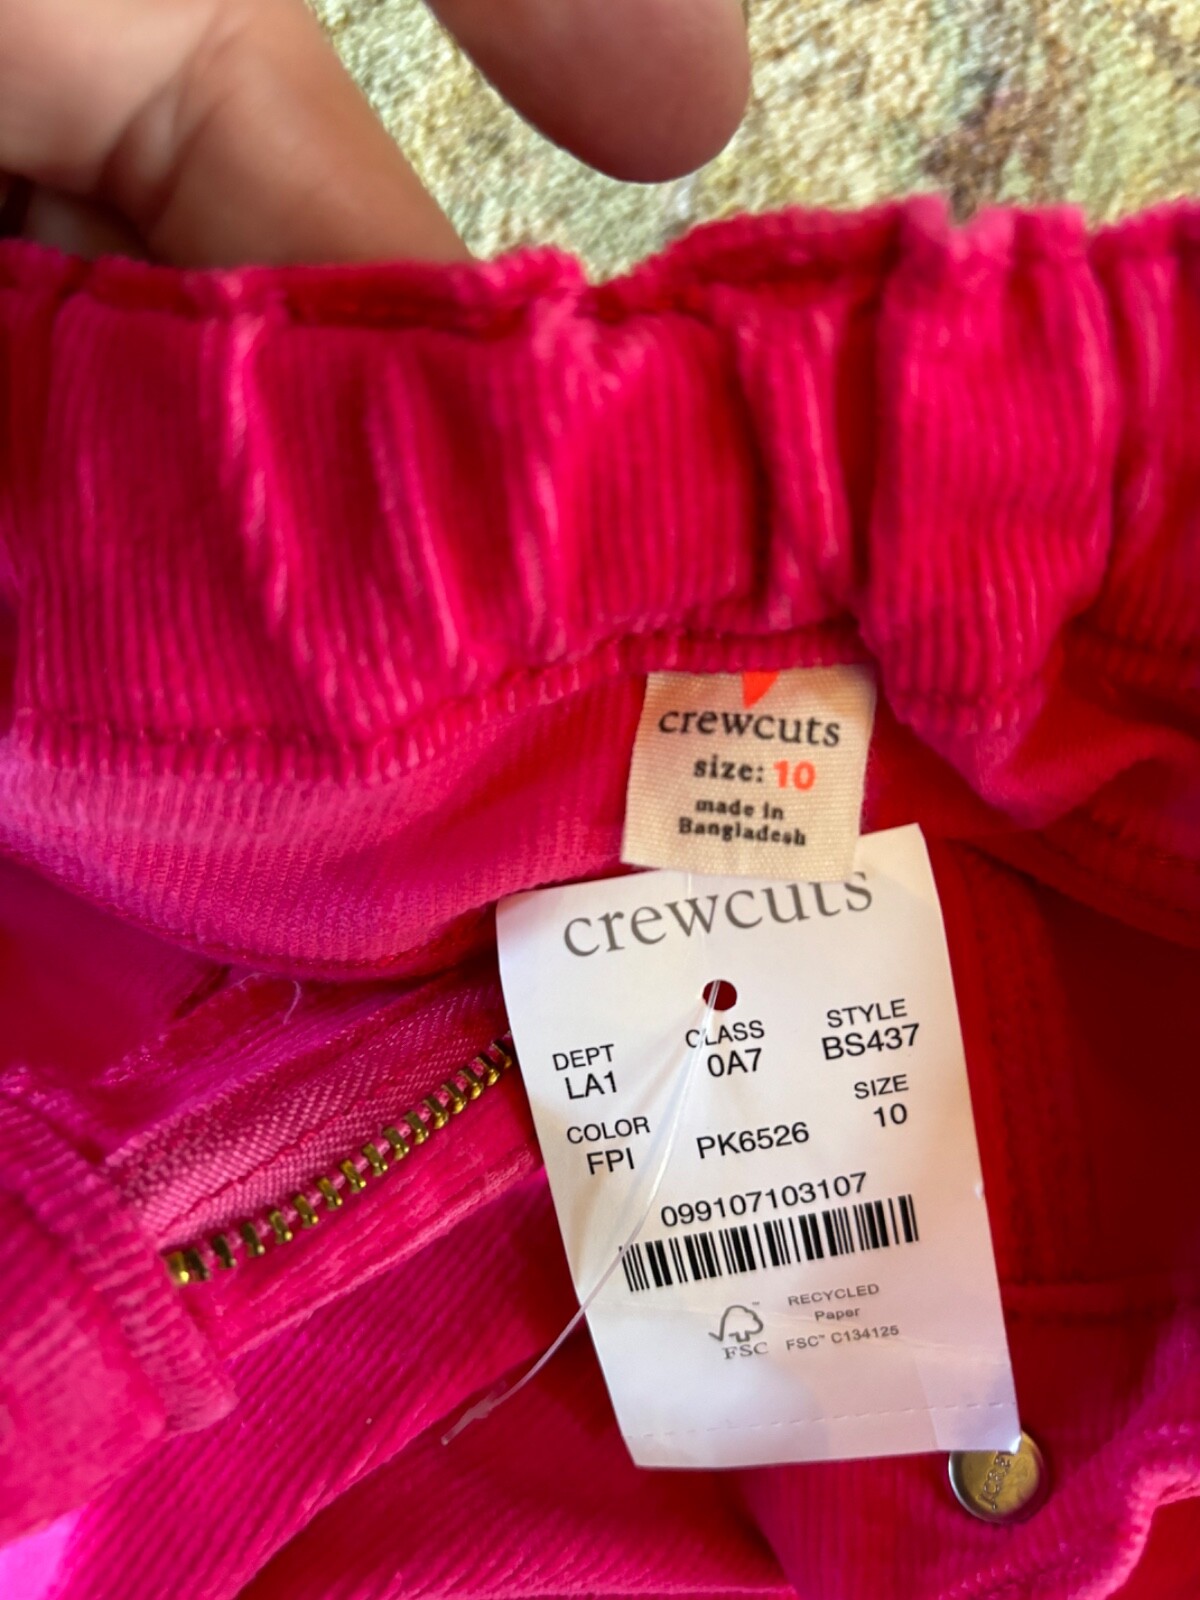 crewcuts
size: 10
made in
Bangladesh
crewcuts
DEPT CLASS STYLE
LA1 0A7 BS437
COLOR SIZE
FPI PK6526 10
099107103107
FSC™ RECYCLED
Paper
FSC™ C134125